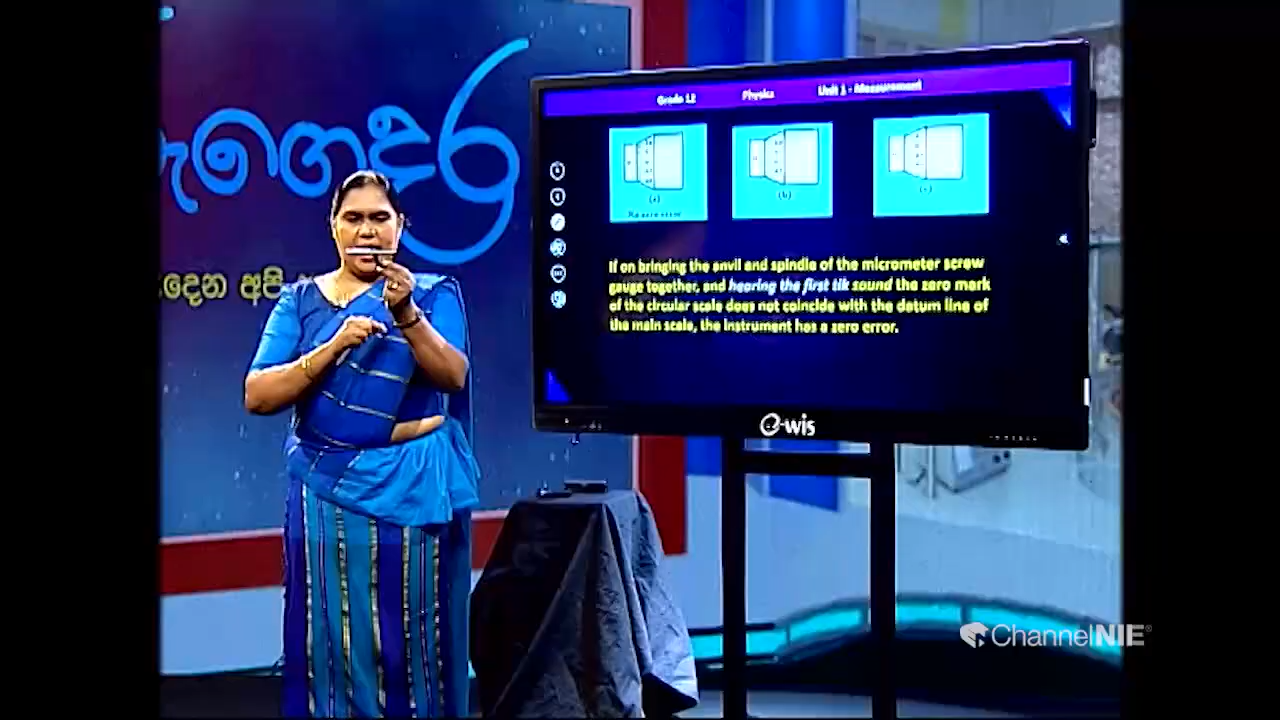 ගෙදර
දෙන අපි
Grade 12 Physics Unit 1 - Measurement
(a) (b) (c)
No zero error
If on bringing the anvil and spindle of the micrometer screw
gauge together, and hearing the first tik sound the zero mark
of the circular scale does not coincide with the datum line of
the main scale, the instrument has a zero error.
e-wis
ChannelNIE